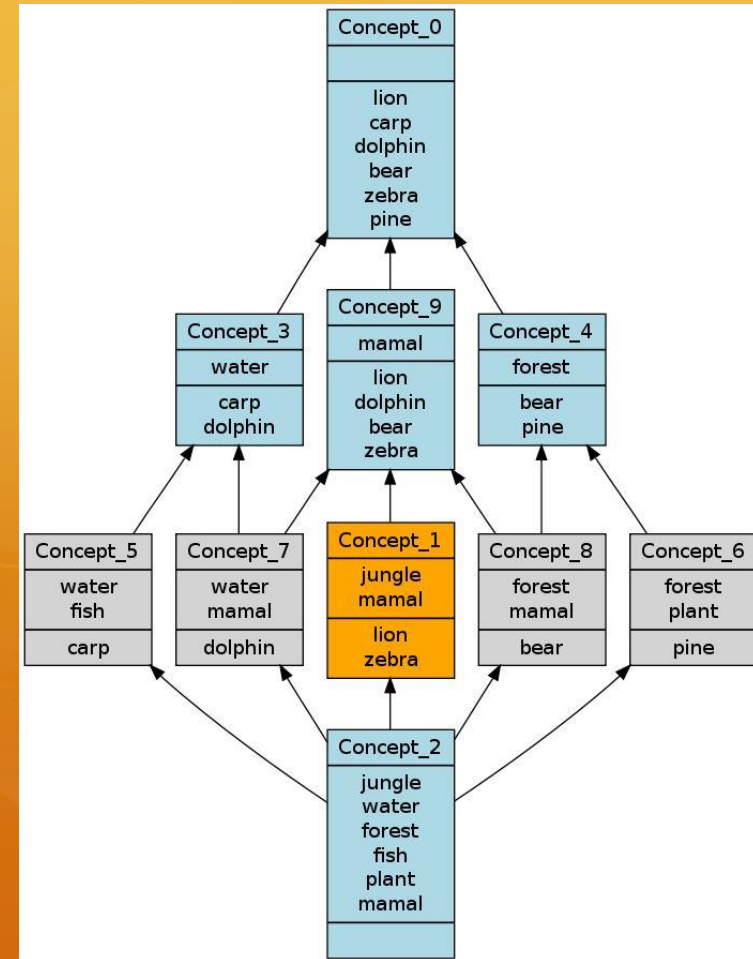 Concept_0
lion
carp
dolphin
bear
zebra
pine
Concept_3
water
carp
dolphin
Concept_9
mamal
lion
dolphin
bear
zebra
Concept_4
forest
bear
pine
Concept_5
water
fish
carp
Concept_7
water
mamal
dolphin
Concept_1
jungle
mamal
lion
zebra
Concept_8
forest
mamal
bear
Concept_6
forest
plant
pine
Concept_2
jungle
water
forest
fish
plant
mamal